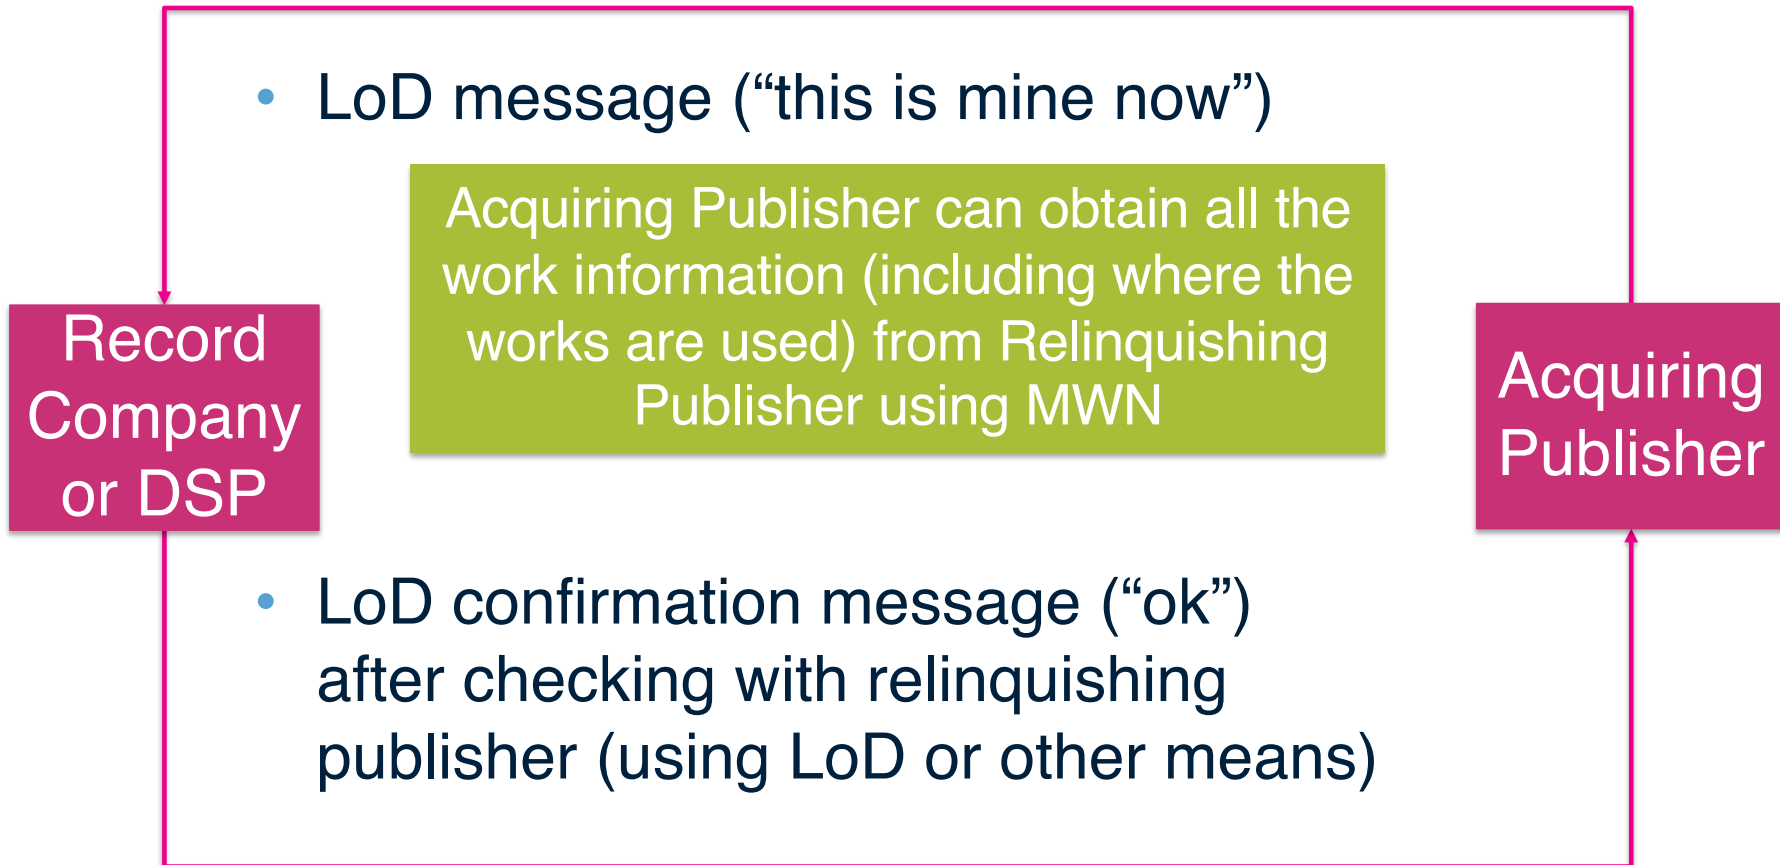 • LoD message (“this is mine now”)
Acquiring Publisher can obtain all the
work information (including where the
works are used) from Relinquishing
Publisher using MWN
Record
Company
or DSP
Acquiring
Publisher
• LoD confirmation message (“ok”)
after checking with relinquishing
publisher (using LoD or other means)